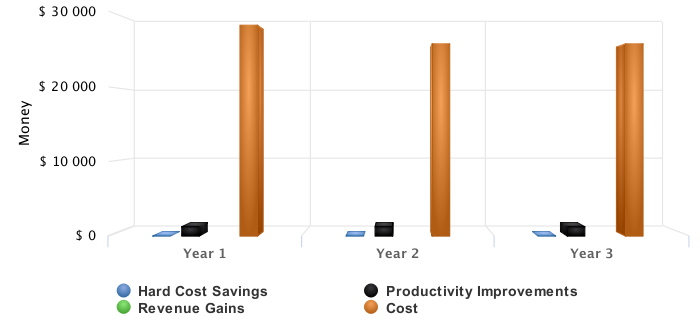 $ 30 000
$ 20 000
$ 10 000
$ 0
Money
Year 1
Year 2
Year 3
Hard Cost Savings
Productivity Improvements
Revenue Gains
Cost